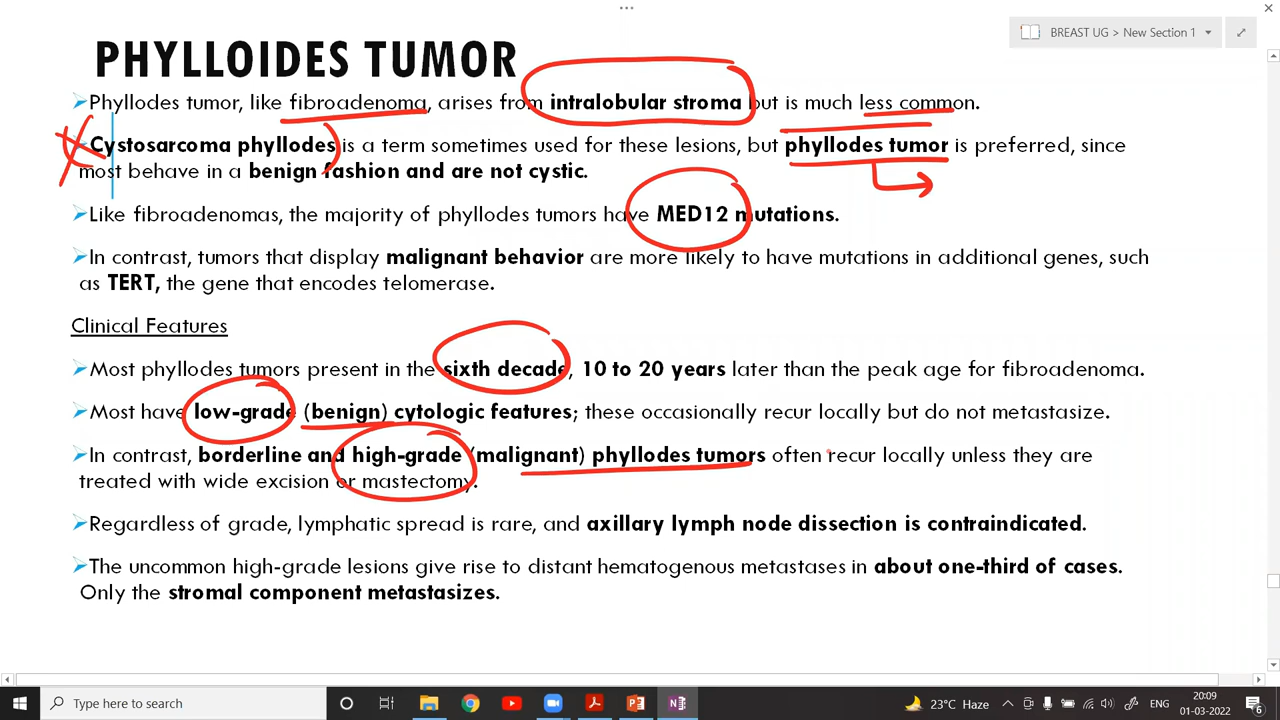 BREAST UG > New Section 1
PHYLLOIDES TUMOR
Phyllodes tumor, like fibroadenoma, arises from intralobular stroma but is much less common.
Cystosarcoma phyllodes is a term sometimes used for these lesions, but phyllodes tumor is preferred, since
most behave in a benign fashion and are not cystic.
Like fibroadenomas, the majority of phyllodes tumors have MED12 mutations.
In contrast, tumors that display malignant behavior are more likely to have mutations in additional genes, such
as TERT, the gene that encodes telomerase.
Clinical Features
Most phyllodes tumors present in the sixth decade, 10 to 20 years later than the peak age for fibroadenoma.
Most have low-grade (benign) cytologic features; these occasionally recur locally but do not metastasize.
In contrast, borderline and high-grade (malignant) phyllodes tumors often recur locally unless they are
treated with wide excision or mastectomy.
Regardless of grade, lymphatic spread is rare, and axillary lymph node dissection is contraindicated.
The uncommon high-grade lesions give rise to distant hematogenous metastases in about one-third of cases.
Only the stromal component metastasizes.
Type here to search
23°C Haze
ENG
20:09
01-03-2022
6